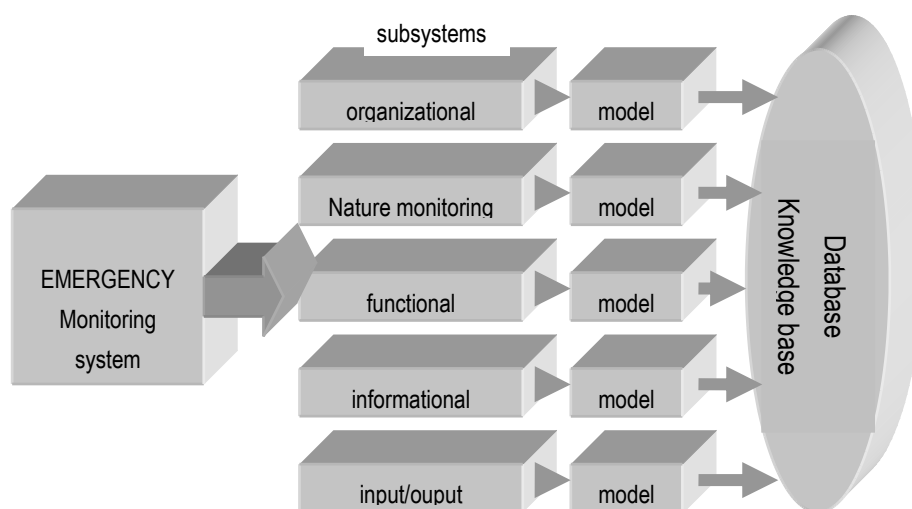 subsystems
organizational
model
Nature monitoring
model
EMERGENCY
Monitoring
system
functional
model
informational
model
input/ouput
model
Database
Knowledge base